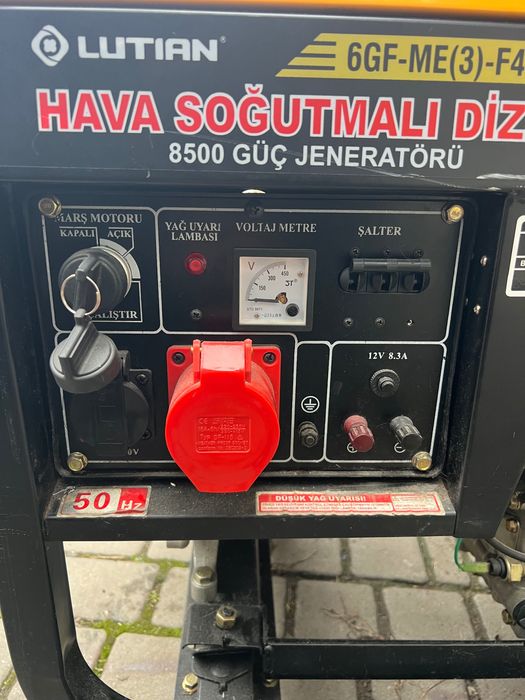 LUTIAN®
6GF-ME(3)-F4
HAVA SOĞUTMALI DİZ
8500 GÜÇ JENERATÖRÜ
MARŞ MOTORU
KAPALI
AÇIK
ÇALIŞTIR
YAĞ UYARI
LAMBASI
VOLTAJ METRE
V
150
300
450
ŞALTER
12V 8.3A
0V
50 Hz
DÜŞÜK YAĞ UYARISI!